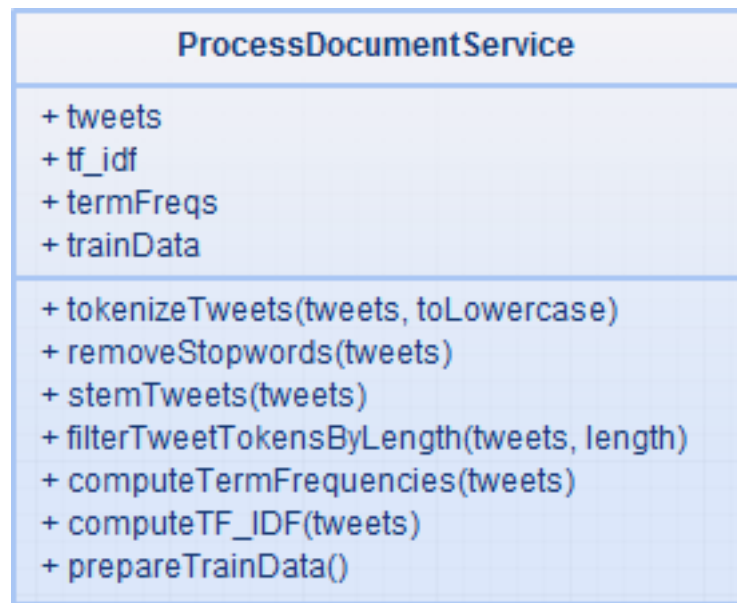 ProcessDocumentService
+ tweets
+ tf_idf
+ termFreqs
+ trainData
+ tokenizeTweets(tweets, toLowercase)
+ removeStopwords(tweets)
+ stemTweets(tweets)
+ filterTweetTokensByLength(tweets, length)
+ computeTermFrequencies(tweets)
+ computeTF_IDF(tweets)
+ prepareTrainData()